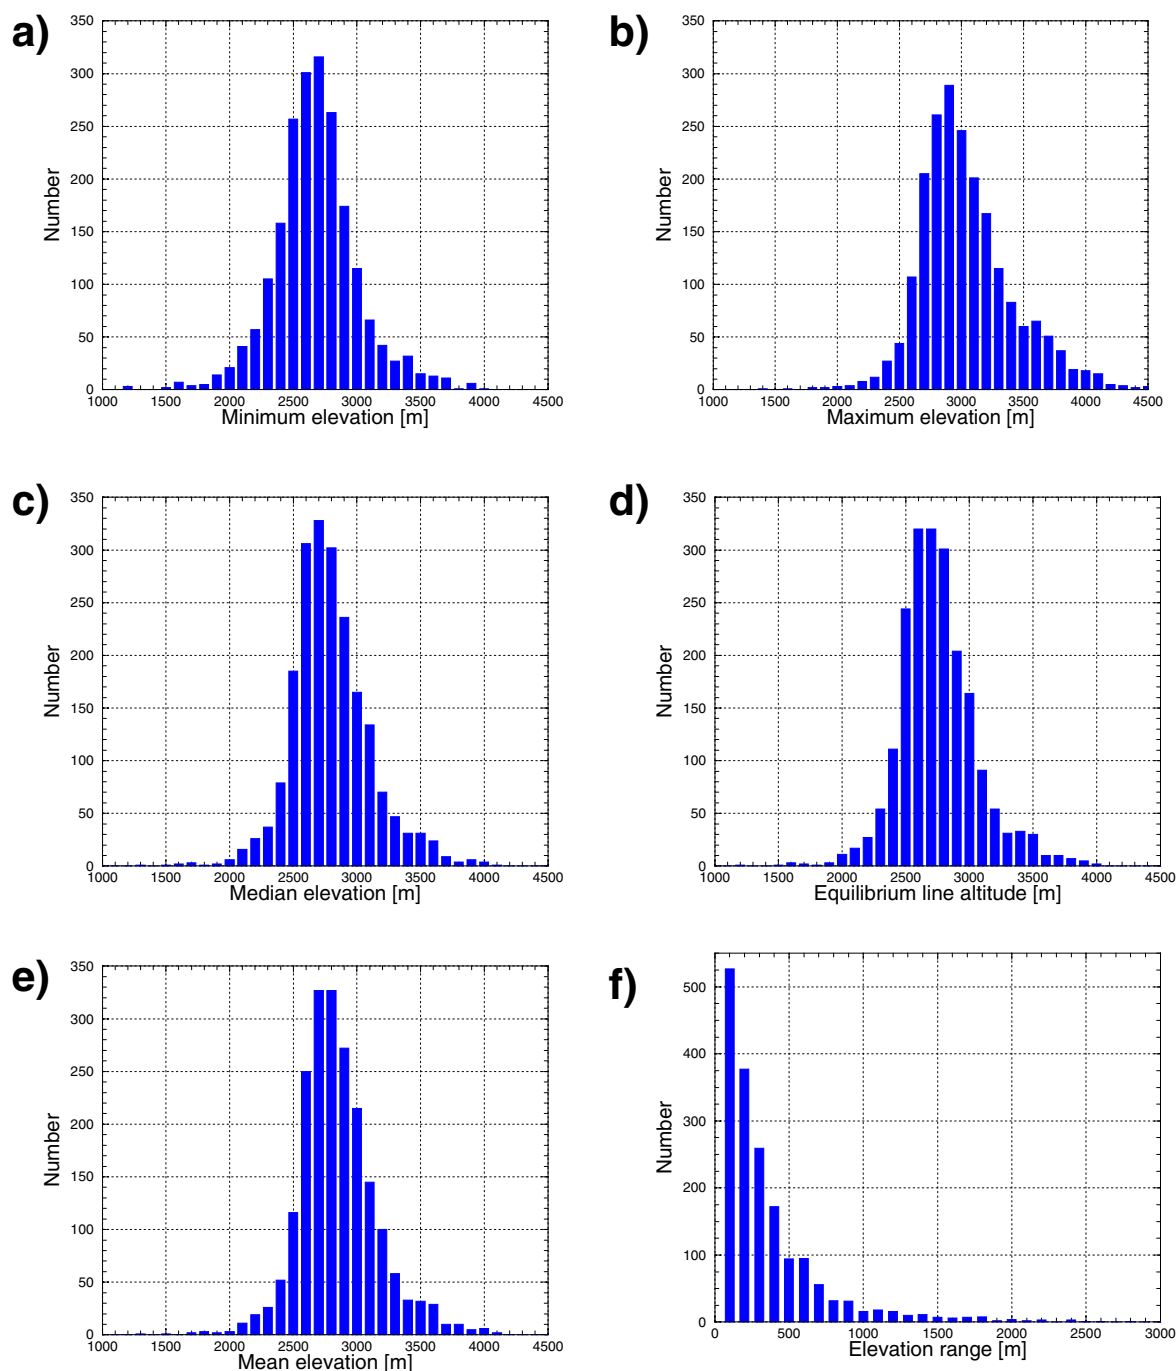 a)
350
300
250
200
150
100
50
0
Number
1000 1500 2000 2500 3000 3500 4000 4500
Minimum elevation [m]
b)
350
300
250
200
150
100
50
0
Number
1000 1500 2000 2500 3000 3500 4000 4500
Maximum elevation [m]
c)
350
300
250
200
150
100
50
0
Number
1000 1500 2000 2500 3000 3500 4000 4500
Median elevation [m]
d)
350
300
250
200
150
100
50
0
Number
1000 1500 2000 2500 3000 3500 4000 4500
Equilibrium line altitude [m]
e)
350
300
250
200
150
100
50
0
Number
1000 1500 2000 2500 3000 3500 4000 4500
Mean elevation [m]
f)
500
400
300
200
100
0
Number
0 500 1000 1500 2000 2500 3000
Elevation range [m]